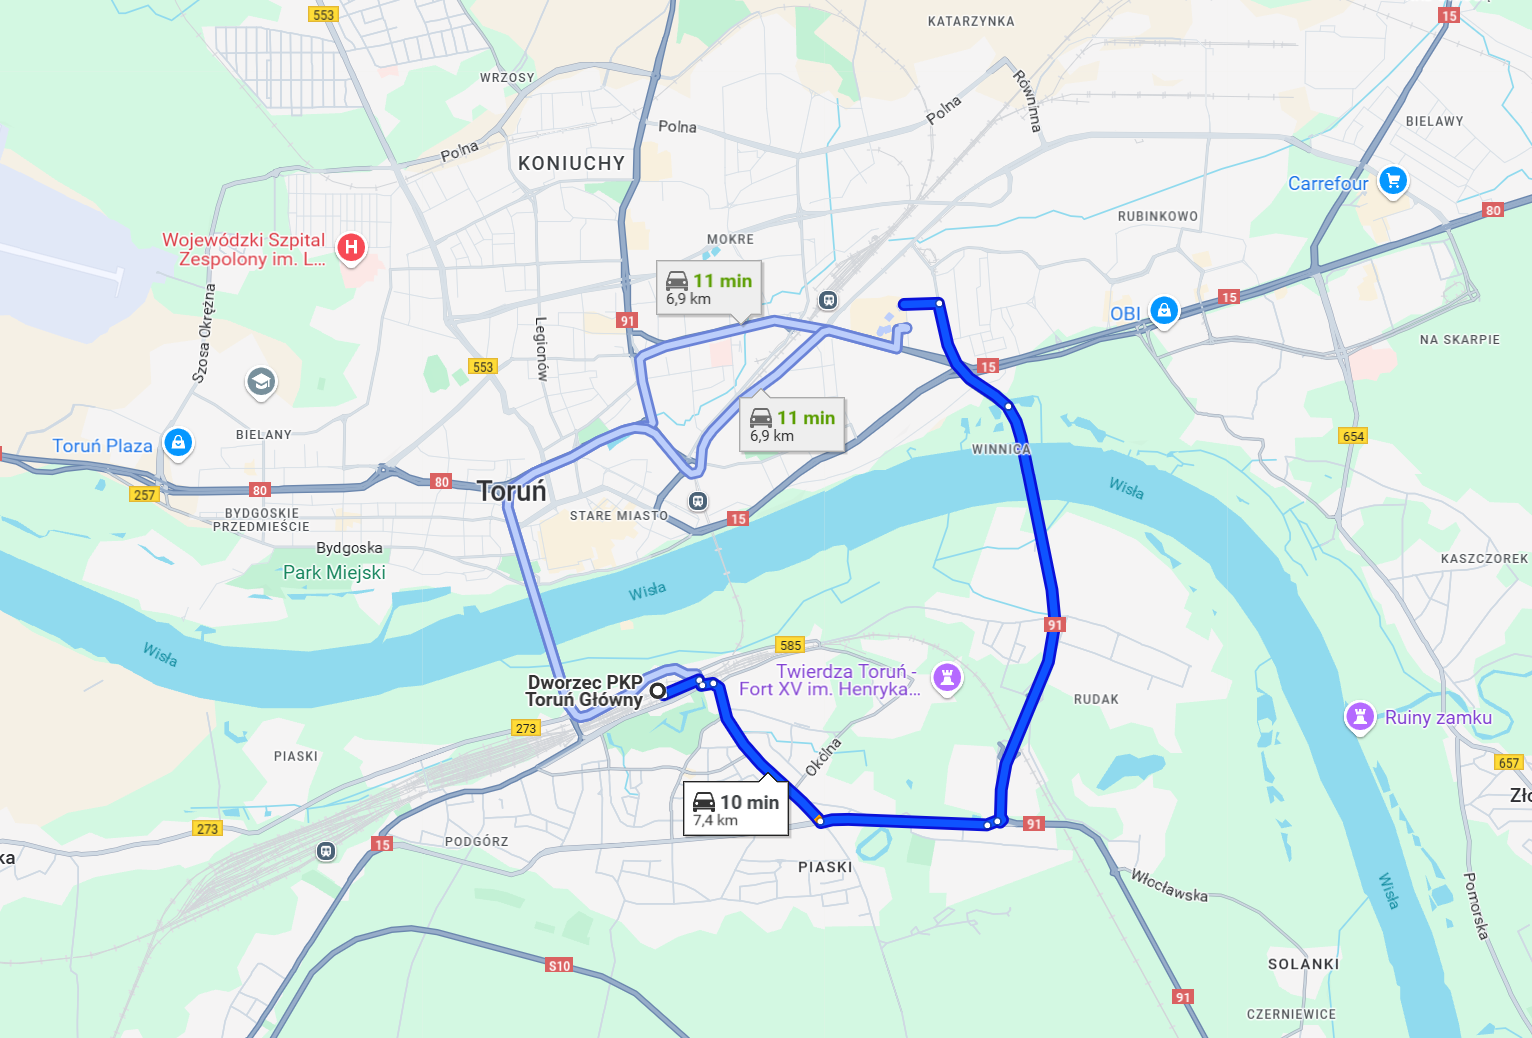 553
15
KATARZYNKA
WRZOSY
Równinna
Polna
Polna
Polna
BIELAWY
KONIUCHY
Carrefour
80
RUBINKOWO
Wojewódzki Szpital
Zespolony im. L...
MOKRE
11 min
6,9 km
Szosa Okrężna
15
OBI
91
Legionów
NA SKARPIE
553
15
11 min
6,9 km
BIELANY
Toruń Plaza
654
WINNICA
80
80
257
Toruń
Wisła
BYDGOSKIE
PRZEDMIEŚCIE
STARE MIASTO
15
Bydgoska
Park Miejski
KASZCZOREK
Wisła
91
585
Wisła
Twierdza Toruń -
Fort XV im. Henryka...
Dworzec PKP
Toruń Główny
RUDAK
Ruiny zamku
273
PIASKI
Okólna
657
10 min
7,4 km
Zło
273
91
15
PODGÓRZ
ka
PIASKI
Włocławska
Wisła
Pomorska
S10
SOLANKI
91
CZERNIEWICE